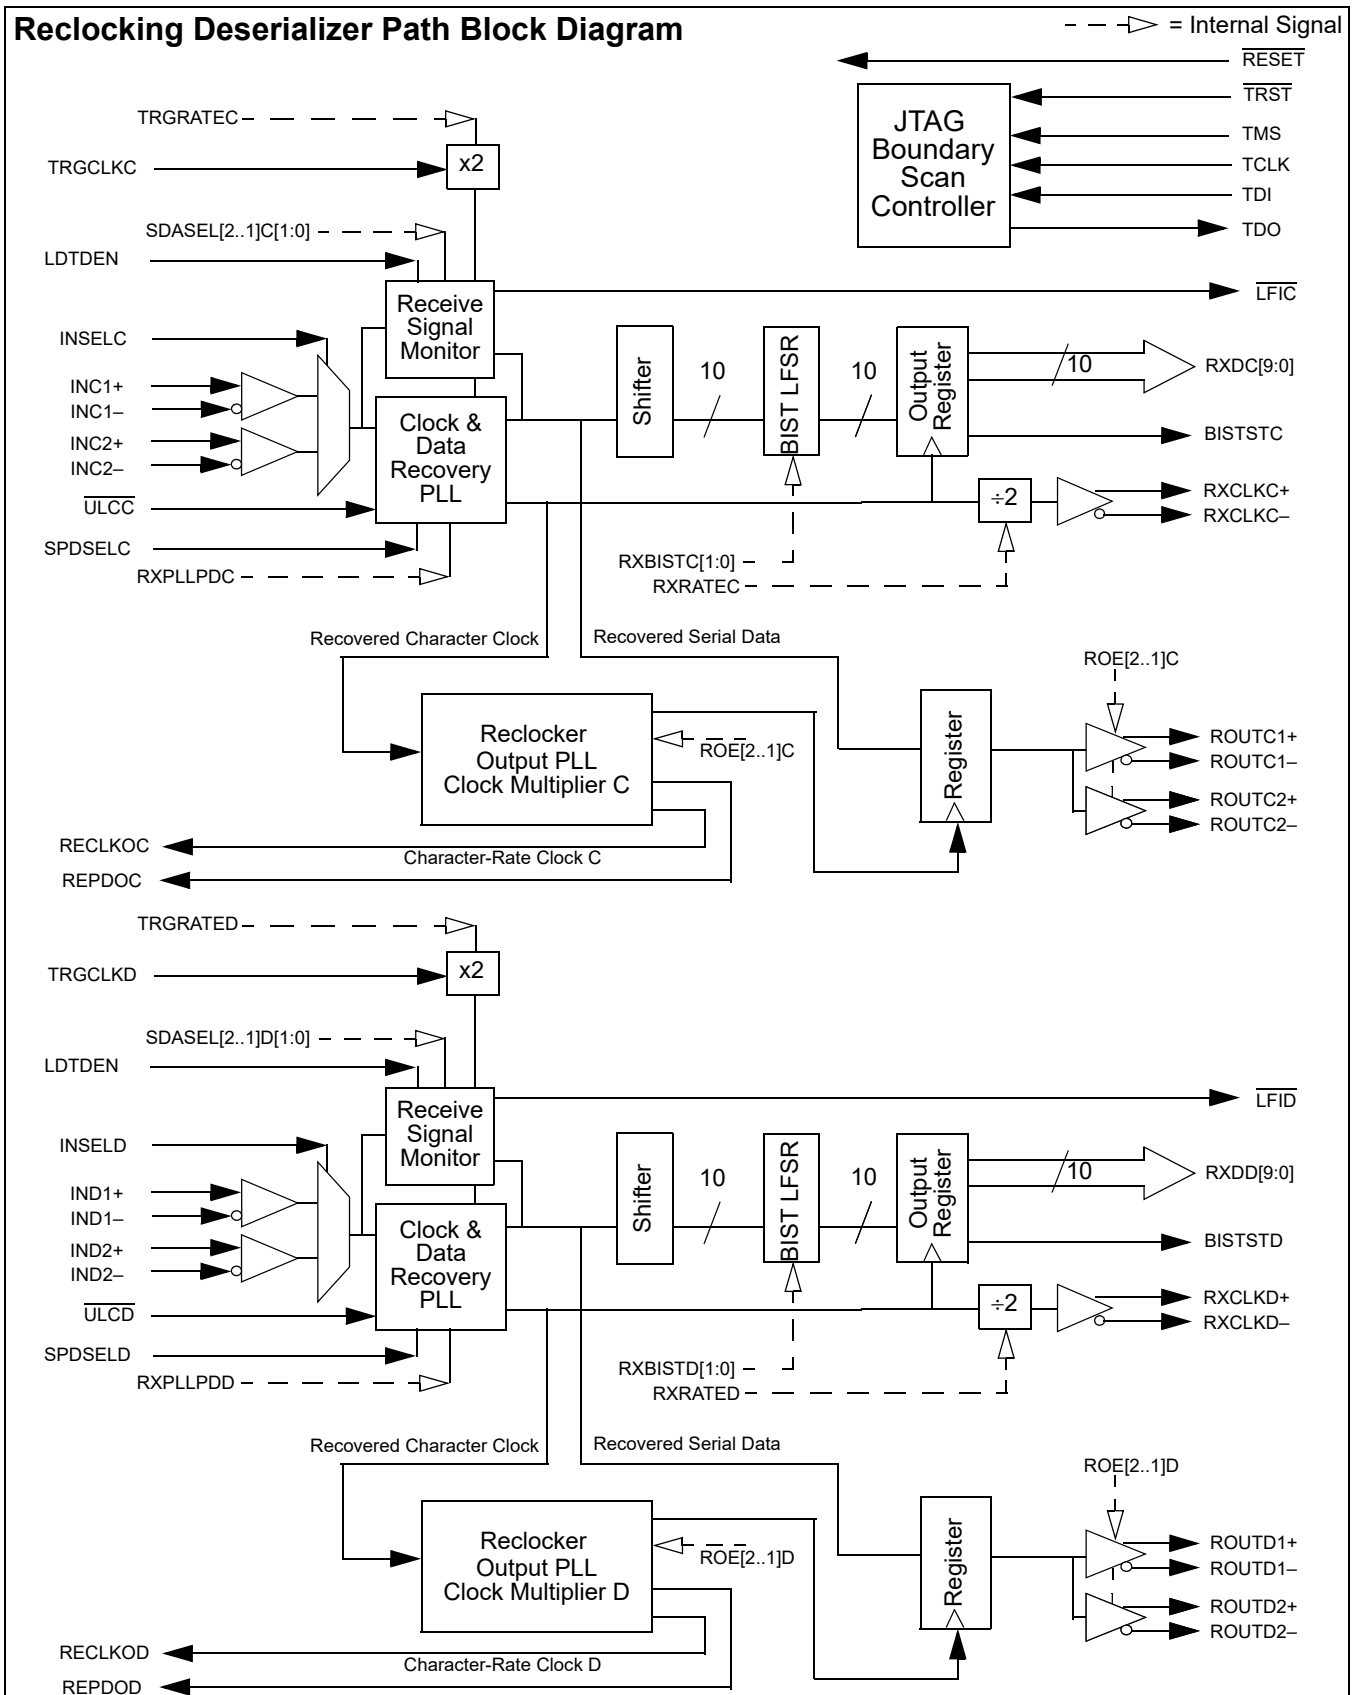 Reclocking Deserializer Path Block Diagram
= Internal Signal
RESET
TRST
TMS
TCLK
TDI
TDO
JTAG
Boundary
Scan
Controller
TRGRATEC
TRGCLKC
x2
SDASEL[2..1]C[1:0]
LDTDEN
Receive
Signal
Monitor
LFIC
INSELC
INC1+
INC1–
INC2+
INC2–
ULCC
SPDSELC
RXPLLPDC
Clock &
Data
Recovery
PLL
Shifter
10
BIST LFSR
10
Output
Register
10
RXDC[9:0]
BISTSTC
÷2
RXCLKC+
RXCLKC–
RXBISTC[1:0]
RXRATEC
Recovered Character Clock
Recovered Serial Data
Reclocker
Output PLL
Clock Multiplier C
ROE[2..1]C
Register
ROE[2..1]C
ROUTC1+
ROUTC1–
ROUTC2+
ROUTC2–
RECLKOC
Character-Rate Clock C
REPDOC
TRGRATED
TRGCLKD
x2
SDASEL[2..1]D[1:0]
LDTDEN
Receive
Signal
Monitor
LFID
INSELD
IND1+
IND1–
IND2+
IND2–
ULCD
SPDSELD
RXPLLPDD
Clock &
Data
Recovery
PLL
Shifter
10
BIST LFSR
10
Output
Register
10
RXDD[9:0]
BISTSTD
÷2
RXCLKD+
RXCLKD–
RXBISTD[1:0]
RXRATED
Recovered Character Clock
Recovered Serial Data
Reclocker
Output PLL
Clock Multiplier D
ROE[2..1]D
Register
ROE[2..1]D
ROUTD1+
ROUTD1–
ROUTD2+
ROUTD2–
RECLKOD
Character-Rate Clock D
REPDOD